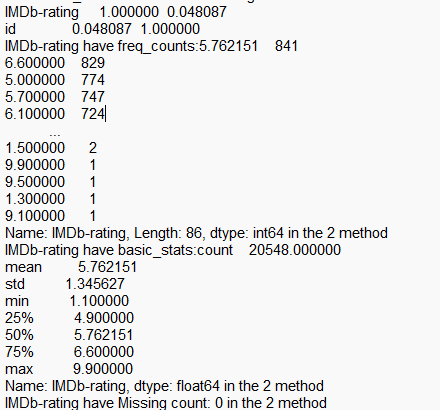 IMDb-rating 1.000000 0.048087
id 0.048087 1.000000
IMDb-rating have freq_counts:5.762151 841
6.600000 829
5.000000 774
5.700000 747
6.100000 724
...
1.500000 2
9.900000 1
9.500000 1
1.300000 1
9.100000 1
Name: IMDb-rating, Length: 86, dtype: int64 in the 2 method
IMDb-rating have basic_stats:count 20548.000000
mean 5.762151
std 1.345627
min 1.100000
25% 4.900000
50% 5.762151
75% 6.600000
max 9.900000
Name: IMDb-rating, dtype: float64 in the 2 method
IMDb-rating have Missing count: 0 in the 2 method